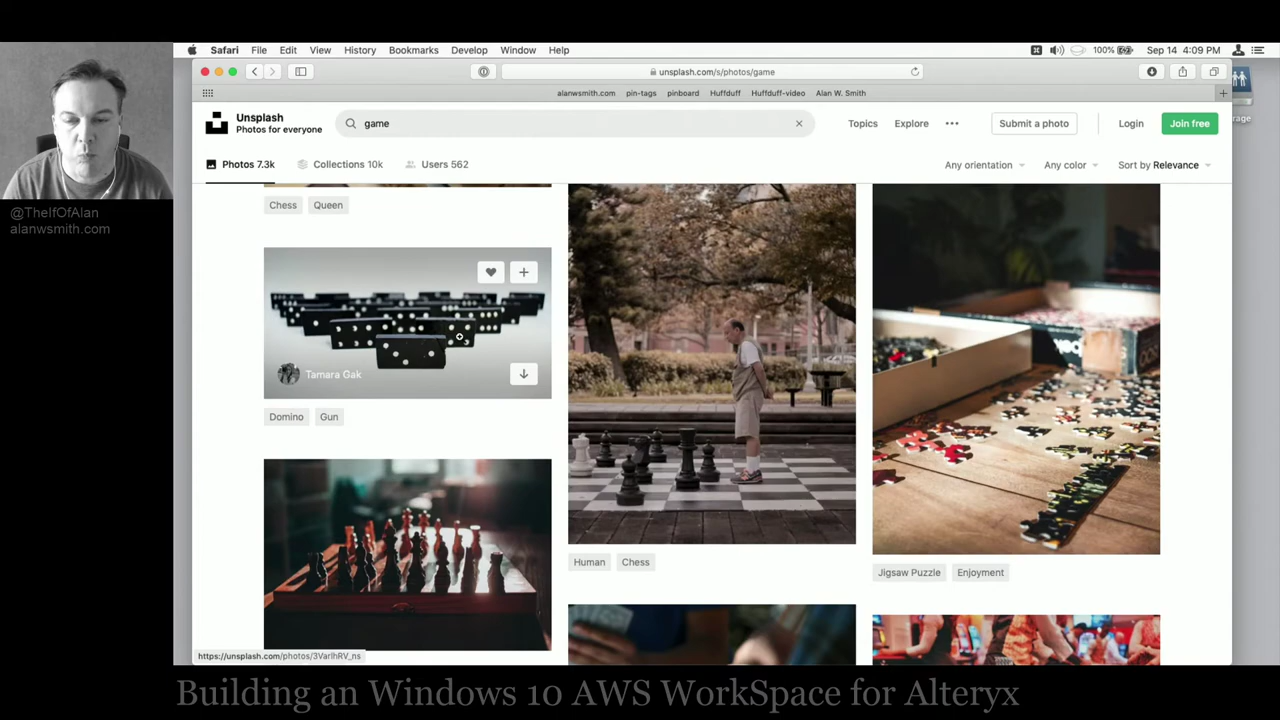 Safari File Edit View History Bookmarks Develop Window Help 100% Sep 14 4:09 PM
unsplash.com/s/photos/game
alanwsmith.com pin-tags pinboard Huffduff Huffduff-video Alan W. Smith
Unsplash
Photos for everyone
game
Topics Explore Submit a photo Login Join free
Photos 7.3k Collections 10k Users 562 Any orientation Any color Sort by Relevance
@TheIfOfAlan
alanwsmith.com
Chess Queen
Tamara Gak
Domino Gun
Human Chess
Jigsaw Puzzle Enjoyment
https://unsplash.com/photos/3VarlhRV_ns
Building an Windows 10 AWS WorkSpace for Alteryx